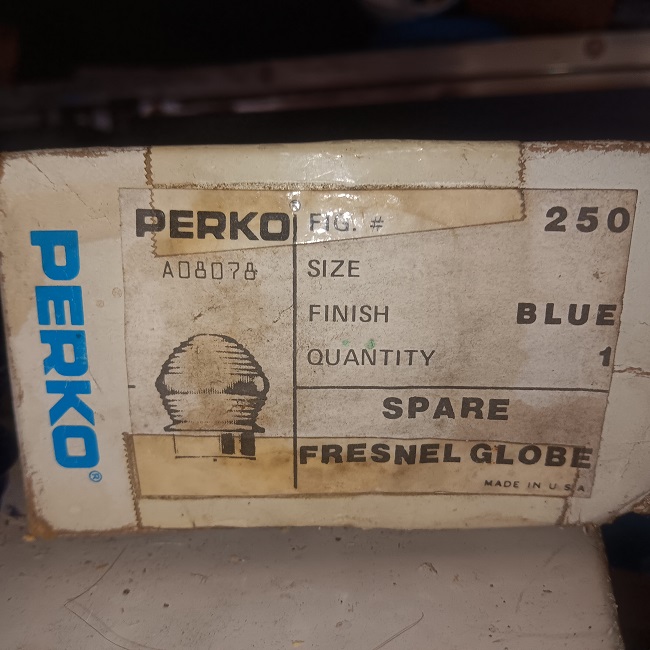 PERKO®
PERKO
A08078
FIG. # 250
SIZE
FINISH BLUE
QUANTITY 1
SPARE
FRESNEL GLOBE
MADE IN U.S.A